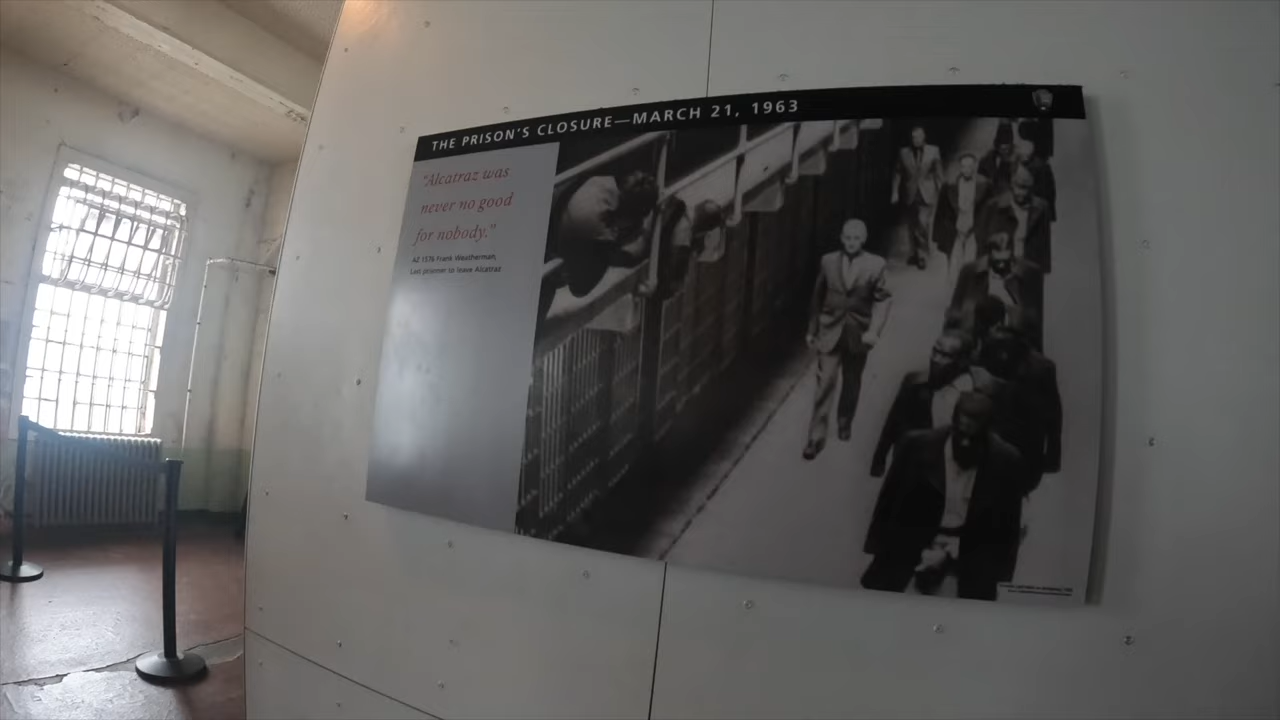 THE PRISON'S CLOSURE—MARCH 21, 1963
"Alcatraz was
never no good
for nobody."
AZ 1576 Frank Weatherman,
Last prisoner to leave Alcatraz